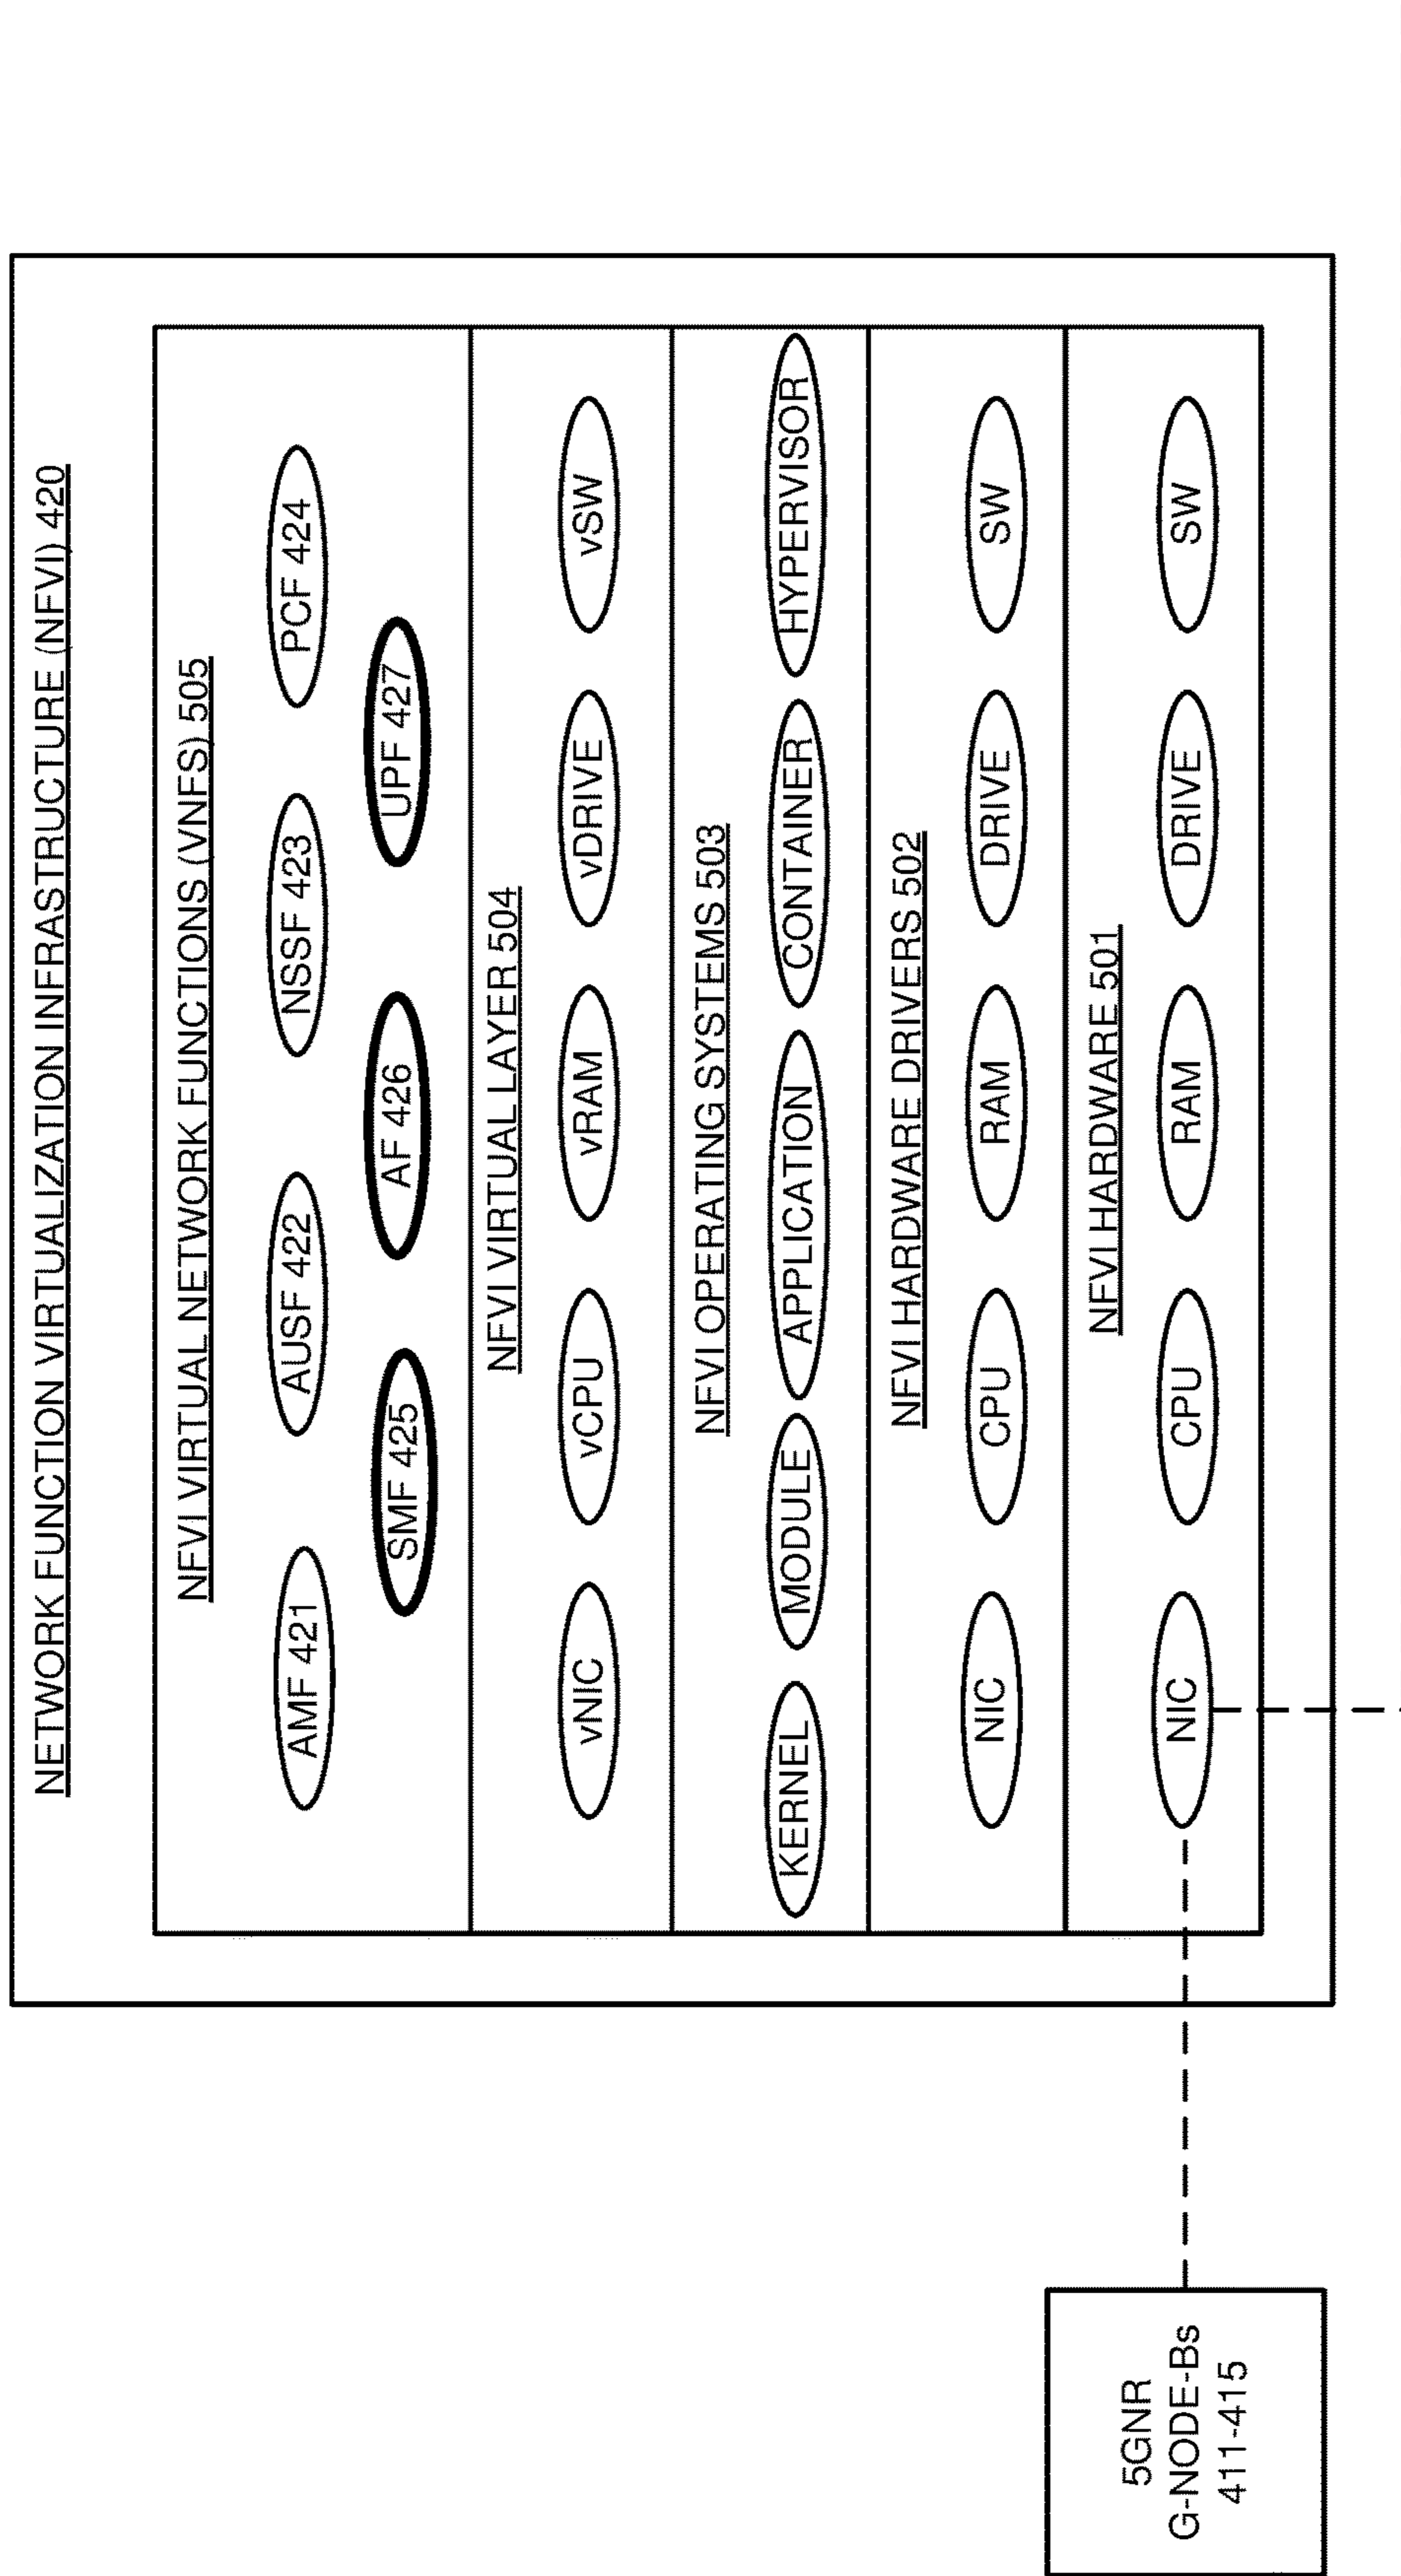 NETWORK FUNCTION VIRTUALIZATION INFRASTRUCTURE (NFVI) 420
NFVI VIRTUAL NETWORK FUNCTIONS (VNFS) 505
AMF 421 AUSF 422 NSSF 423 PCF 424
SMF 425 AF 426 UPF 427
NFVI VIRTUAL LAYER 504
vNIC vCPU vRAM vDRIVE vSW
NFVI OPERATING SYSTEMS 503
KERNEL MODULE APPLICATION CONTAINER HYPERVISOR
NFVI HARDWARE DRIVERS 502
NIC CPU RAM DRIVE SW
NFVI HARDWARE 501
NIC CPU RAM DRIVE SW
5GNR
G-NODE-Bs
411-415